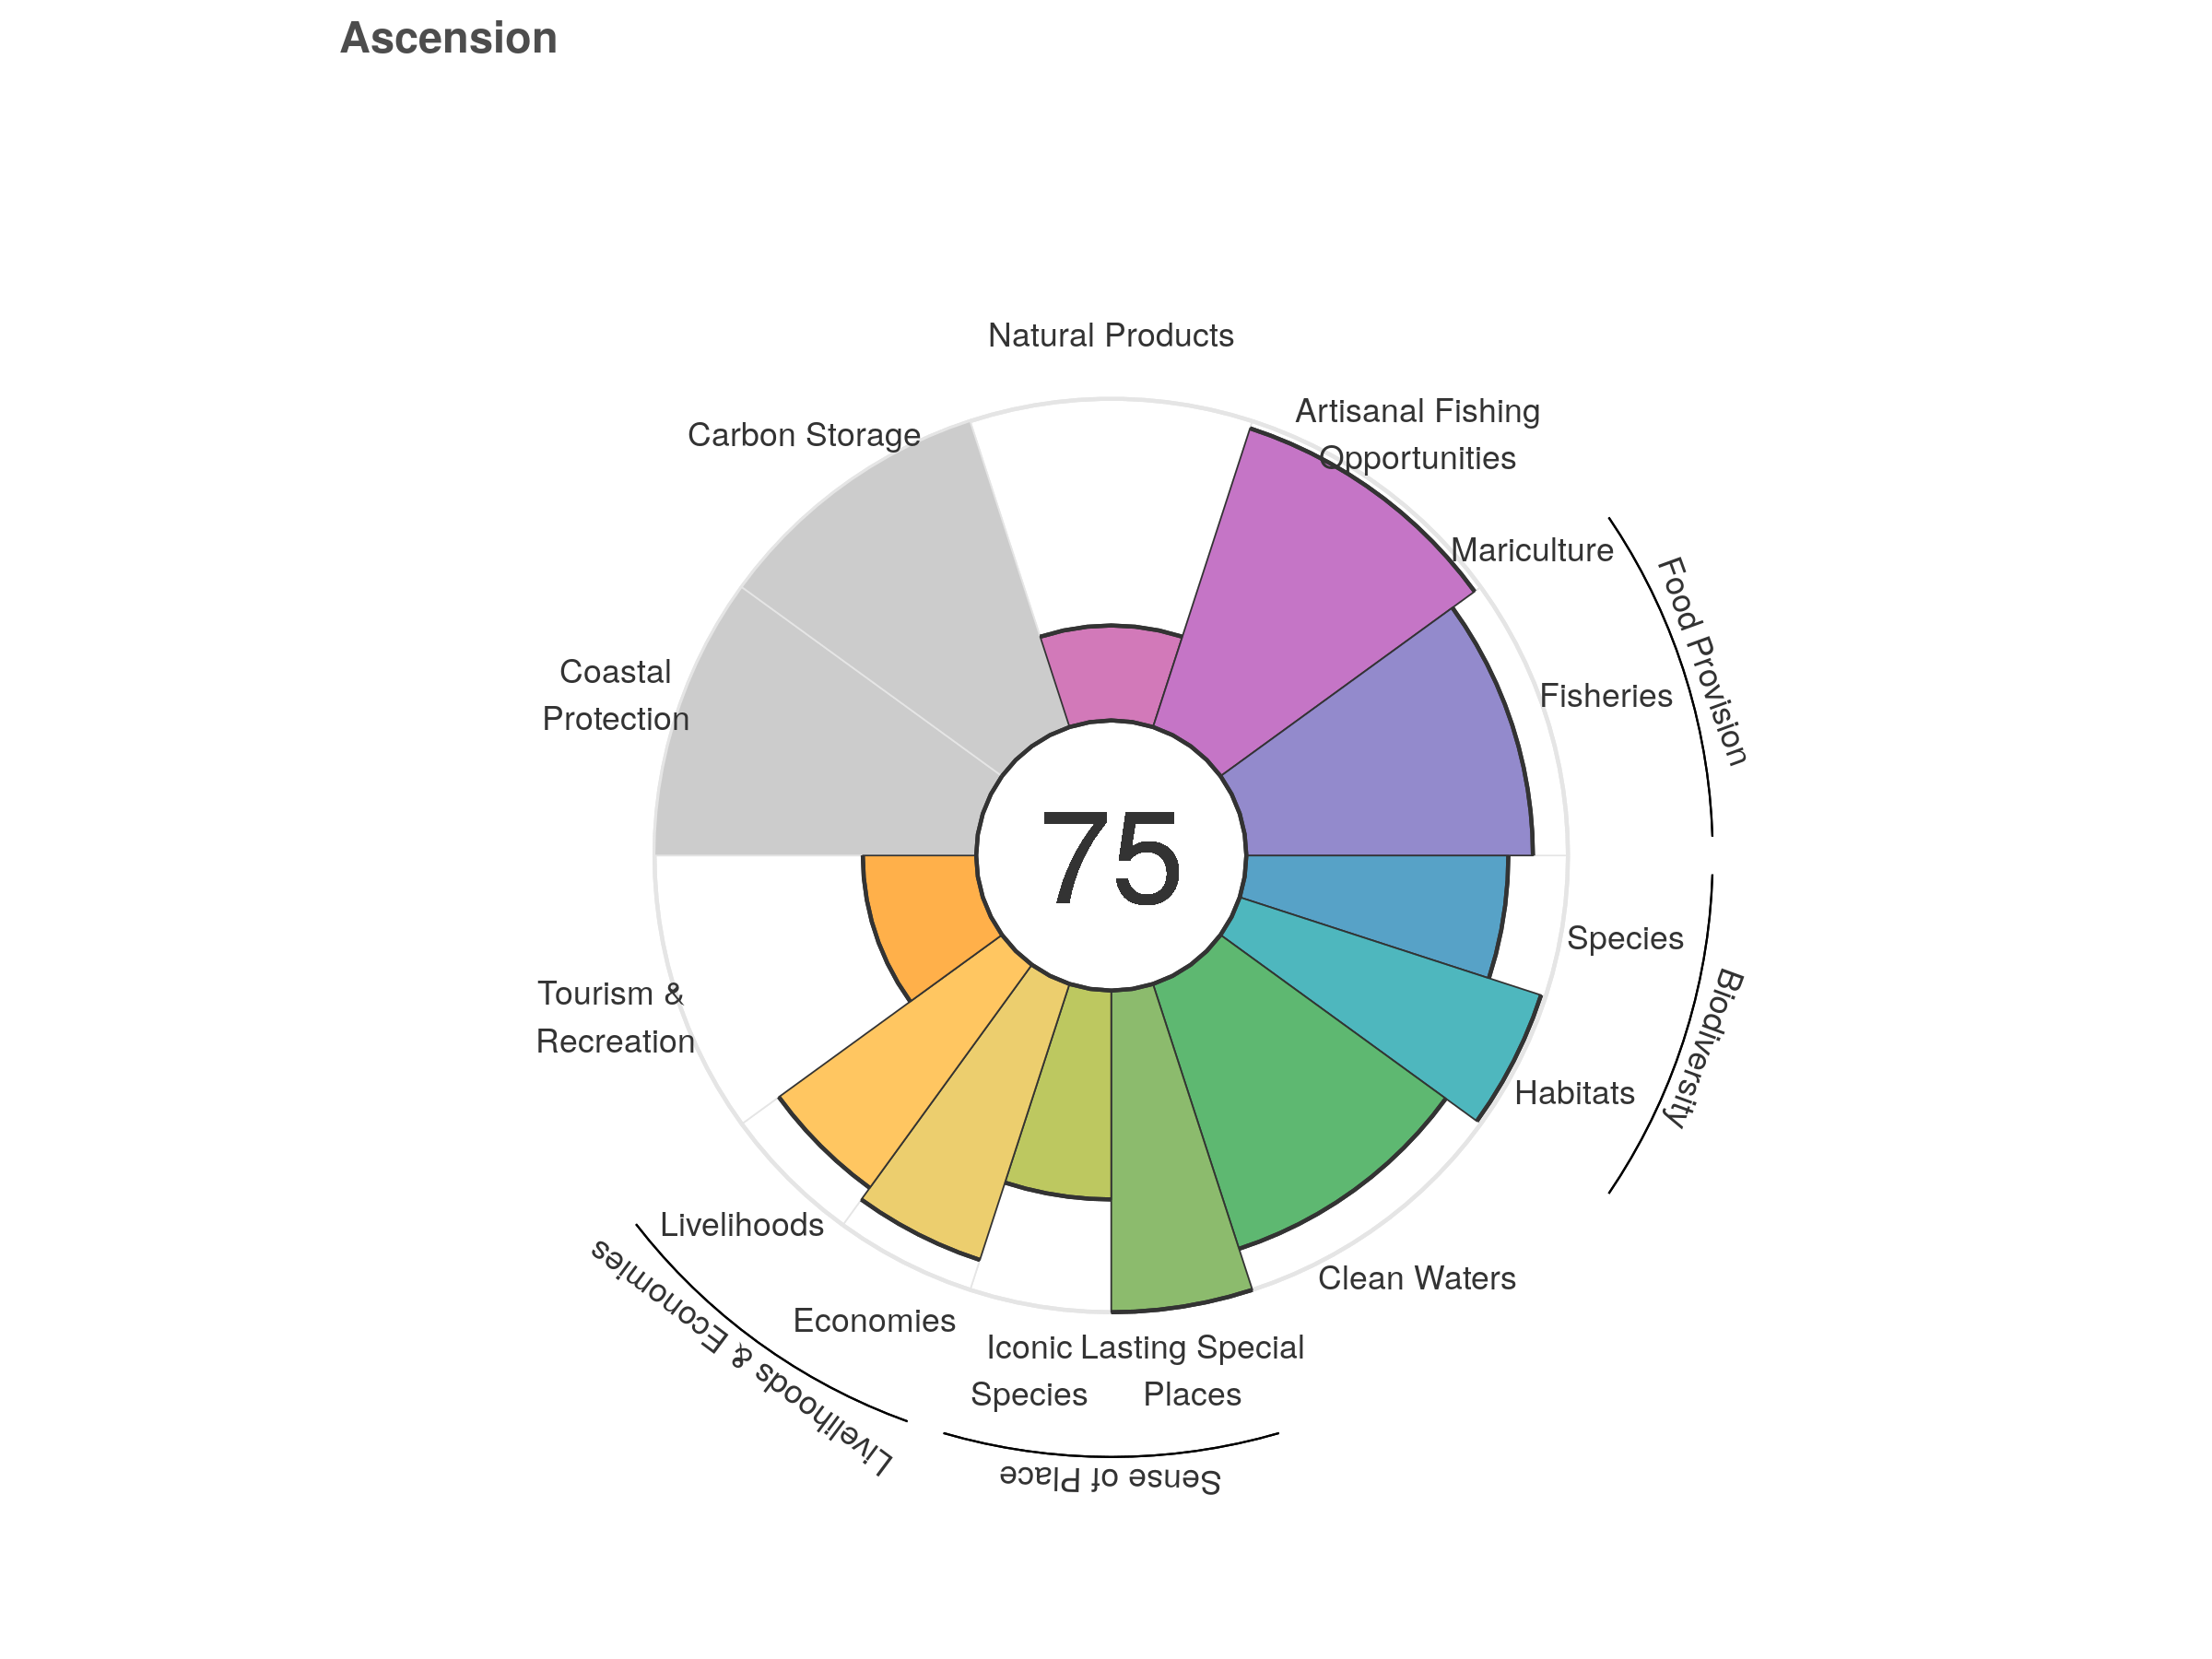 Ascension
Natural Products
Artisanal Fishing
Opportunities
Carbon Storage
Mariculture
Food Provision
Coastal
Protection
Fisheries
75
Species
Biodiversity
Tourism &
Recreation
Habitats
Livelihoods
Clean Waters
Livelihoods & Economies
Economies
Iconic
Species
Lasting Special
Places
Sense of Place